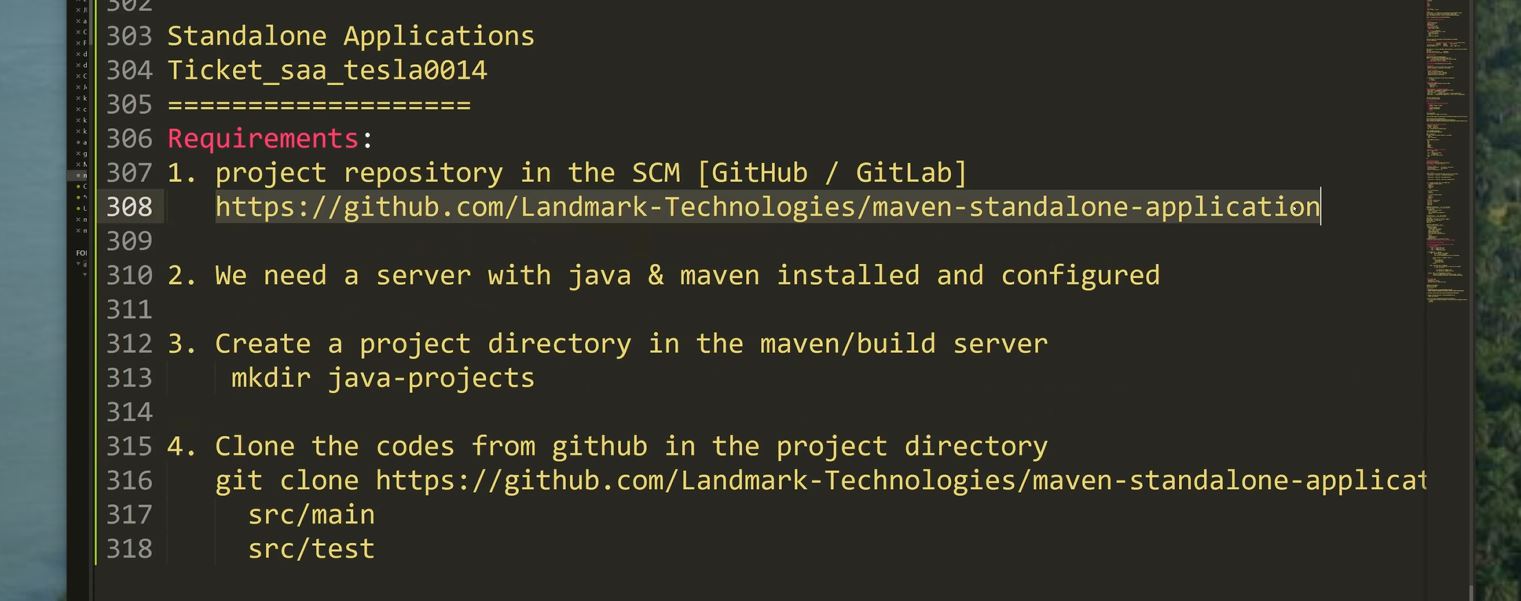 302
303 Standalone Applications
304 Ticket_saa_tesla0014
305 ===================
306 Requirements:
307 1. project repository in the SCM [GitHub / GitLab]
308 https://github.com/Landmark-Technologies/maven-standalone-application
309
310 2. We need a server with java & maven installed and configured
311
312 3. Create a project directory in the maven/build server
313 mkdir java-projects
314
315 4. Clone the codes from github in the project directory
316 git clone https://github.com/Landmark-Technologies/maven-standalone-applicat
317 src/main
318 src/test
FOL